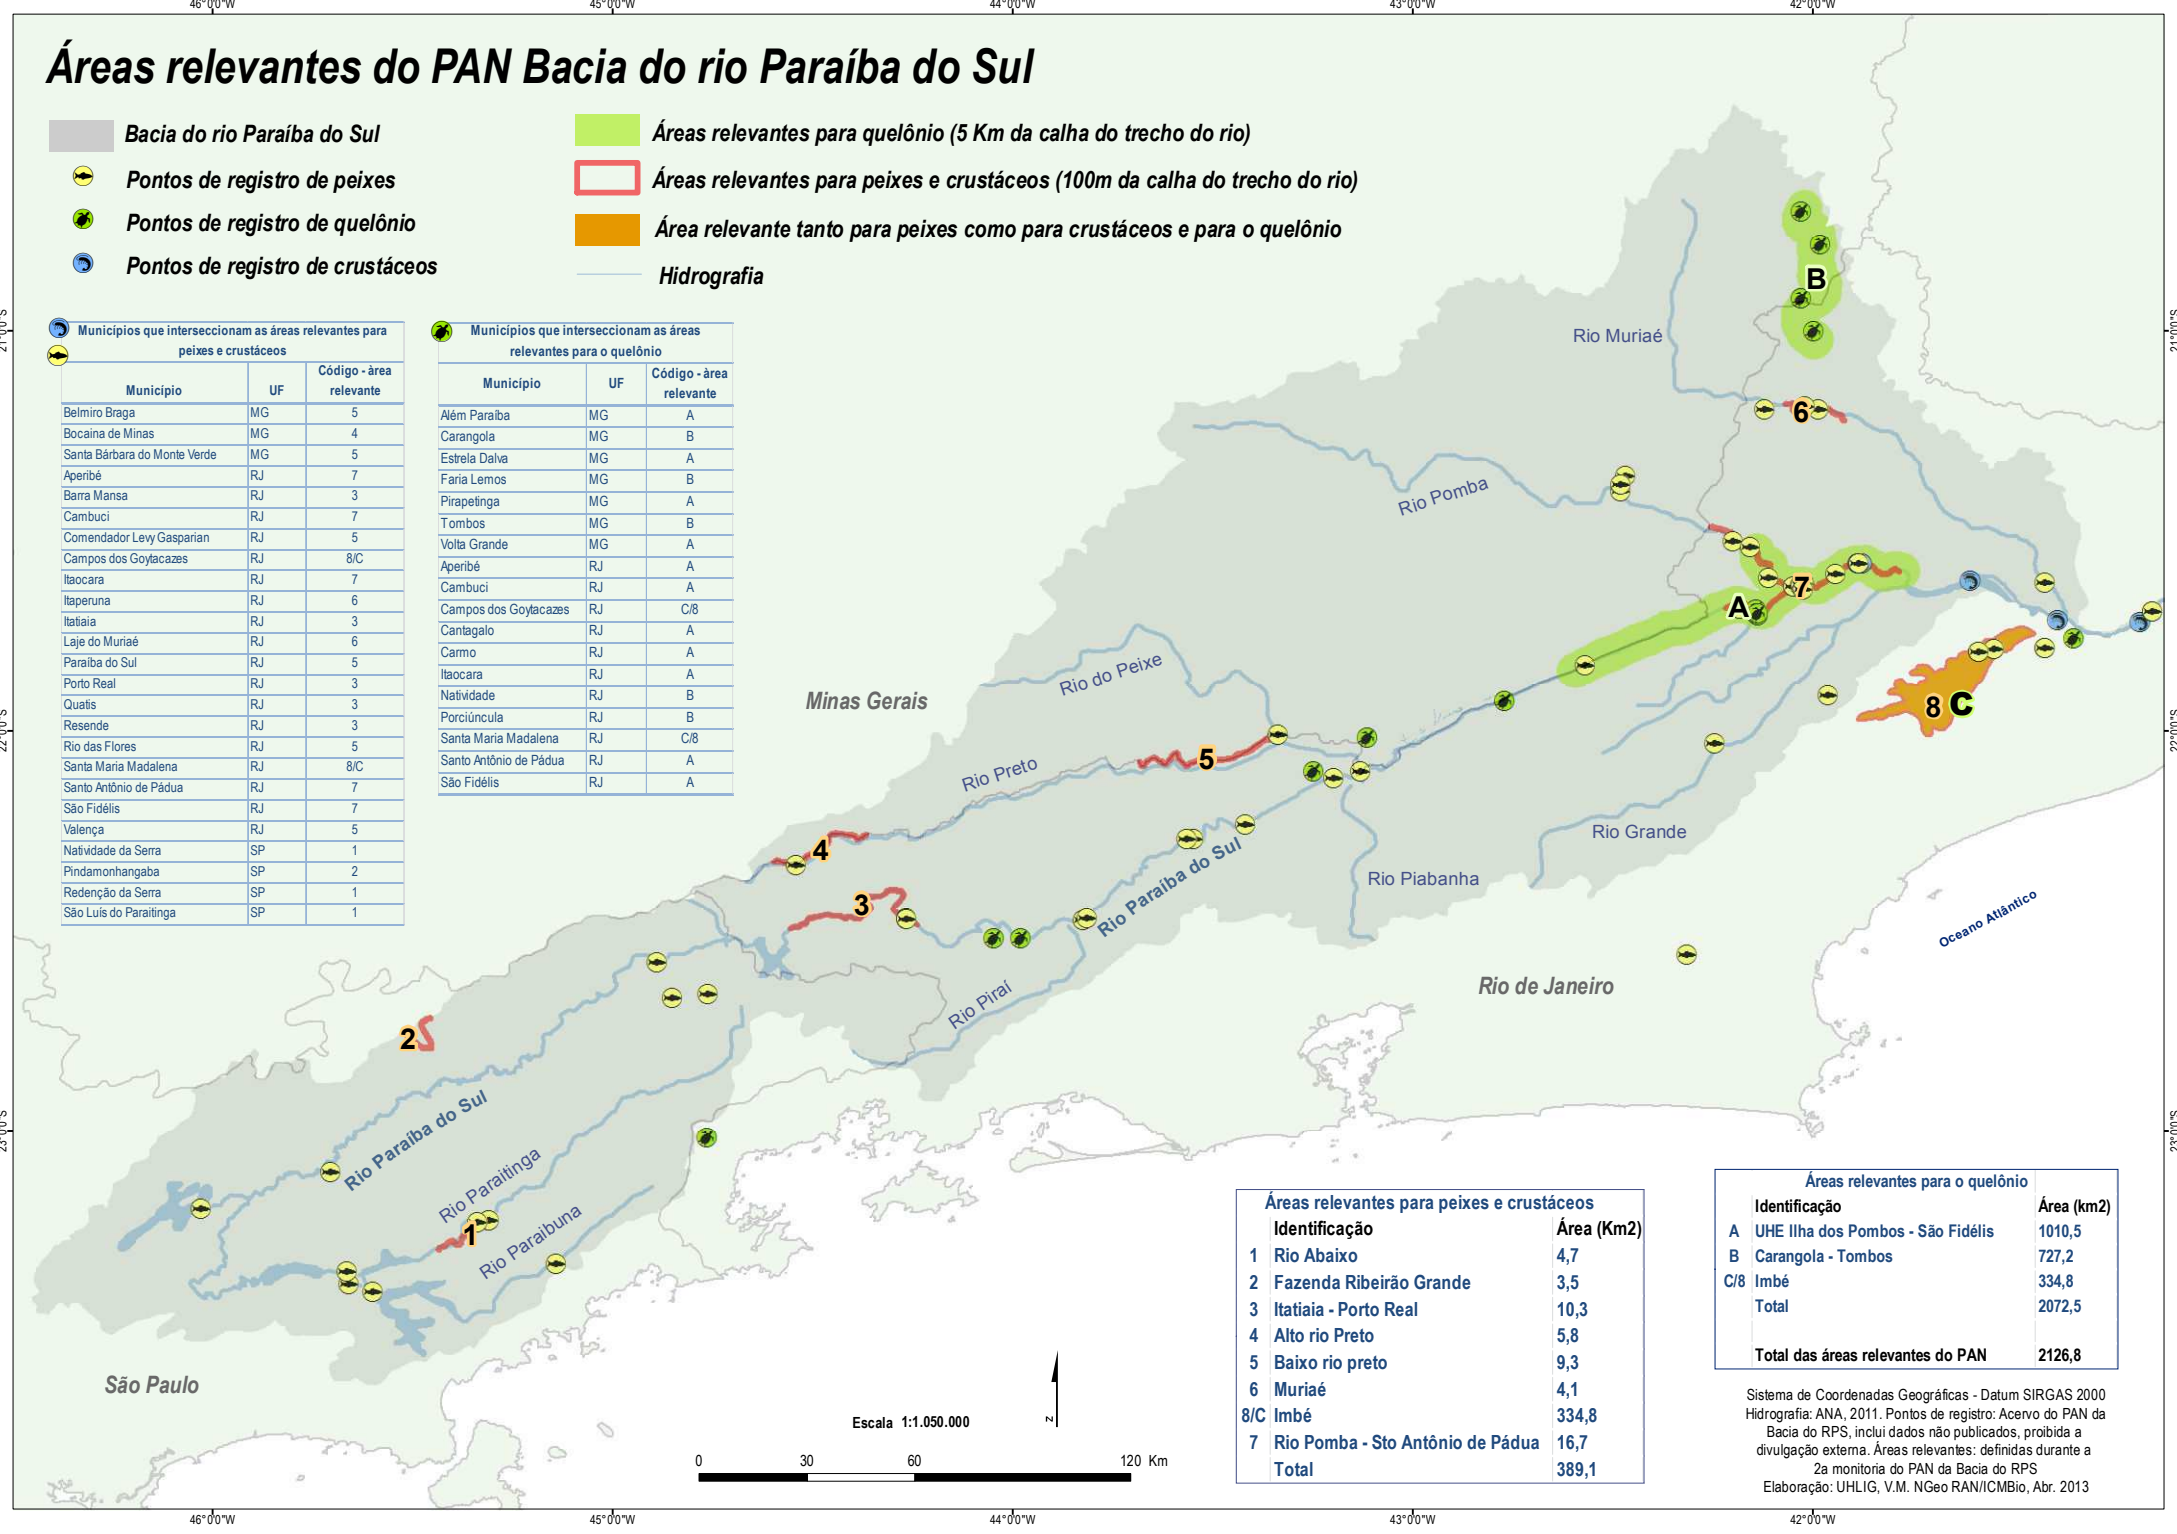 46°0'0"W
45°0'0"W
44°0'0"W
43°0'0"W
42°0'0"W
Áreas relevantes do PAN Bacia do rio Paraíba do Sul
Bacia do rio Paraíba do Sul
Pontos de registro de peixes
Pontos de registro de quelônio
Pontos de registro de crustáceos
Áreas relevantes para quelônio (5 Km da calha do trecho do rio)
Áreas relevantes para peixes e crustáceos (100m da calha do trecho do rio)
Área relevante tanto para peixes como para crustáceos e para o quelônio
Hidrografia
Municípios que interseccionam as áreas relevantes para
peixes e crustáceos
Município UF Código - àrea relevante
Belmiro Braga MG 5
Bocaina de Minas MG 4
Santa Bárbara do Monte Verde MG 5
Aperibé RJ 7
Barra Mansa RJ 3
Cambuci RJ 7
Comendador Levy Gasparian RJ 5
Campos dos Goytacazes RJ 8/C
Itaocara RJ 7
Itaperuna RJ 6
Itatiaia RJ 3
Laje do Muriaé RJ 6
Paraíba do Sul RJ 5
Porto Real RJ 3
Quatis RJ 3
Resende RJ 3
Rio das Flores RJ 5
Santa Maria Madalena RJ 8/C
Santo Antônio de Pádua RJ 7
São Fidélis RJ 7
Valença RJ 5
Natividade da Serra SP 1
Pindamonhangaba SP 2
Redenção da Serra SP 1
São Luís do Paraitinga SP 1
Municípios que interseccionam as áreas
relevantes para o quelônio
Município UF Código - àrea relevante
Além Paraíba MG A
Carangola MG B
Estrela Dalva MG A
Faria Lemos MG B
Pirapetinga MG A
Tombos MG B
Volta Grande MG A
Aperibé RJ A
Cambuci RJ A
Campos dos Goytacazes RJ C/8
Cantagalo RJ A
Carmo RJ A
Itaocara RJ A
Natividade RJ B
Porciúncula RJ B
Santa Maria Madalena RJ C/8
Santo Antônio de Pádua RJ A
São Fidélis RJ A
21°0'0"S
22°0'0"S
23°0'0"S
21°0'0"S
22°0'0"S
23°0'0"S
B
Rio Muriaé
6
Rio Pomba
7
A
Rio do Peixe
Minas Gerais
8 C
5
Rio Preto
4
Rio Grande
Rio Paraíba do Sul
Rio Piabanha
3
Oceano Atlântico
Rio de Janeiro
Rio Piraí
2
Rio Paraíba do Sul
Rio Paraitinga
1
Rio Paraibuna
São Paulo
Escala 1:1.050.000
N
0 30 60 120 Km
Áreas relevantes para peixes e crustáceos
Identificação Área (Km2)
1 Rio Abaixo 4,7
2 Fazenda Ribeirão Grande 3,5
3 Itatiaia - Porto Real 10,3
4 Alto rio Preto 5,8
5 Baixo rio preto 9,3
6 Muriaé 4,1
8/C Imbé 334,8
7 Rio Pomba - Sto Antônio de Pádua 16,7
Total 389,1
Áreas relevantes para o quelônio
Identificação Área (km2)
A UHE Ilha dos Pombos - São Fidélis 1010,5
B Carangola - Tombos 727,2
C/8 Imbé 334,8
Total 2072,5
Total das áreas relevantes do PAN 2126,8
Sistema de Coordenadas Geográficas - Datum SIRGAS 2000
Hidrografia: ANA, 2011. Pontos de registro: Acervo do PAN da
Bacia do RPS, inclui dados não publicados, proibida a
divulgação externa. Áreas relevantes: definidas durante a
2a monitoria do PAN da Bacia do RPS
Elaboração: UHLIG, V.M. NGeo RAN/ICMBio, Abr. 2013
46°0'0"W
45°0'0"W
44°0'0"W
43°0'0"W
42°0'0"W